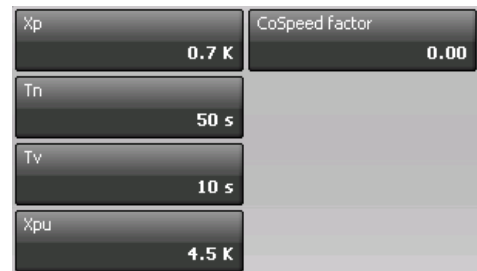 Xp
0.7 K
CoSpeed factor
0.00
Tn
50 s
Tv
10 s
Xpu
4.5 K